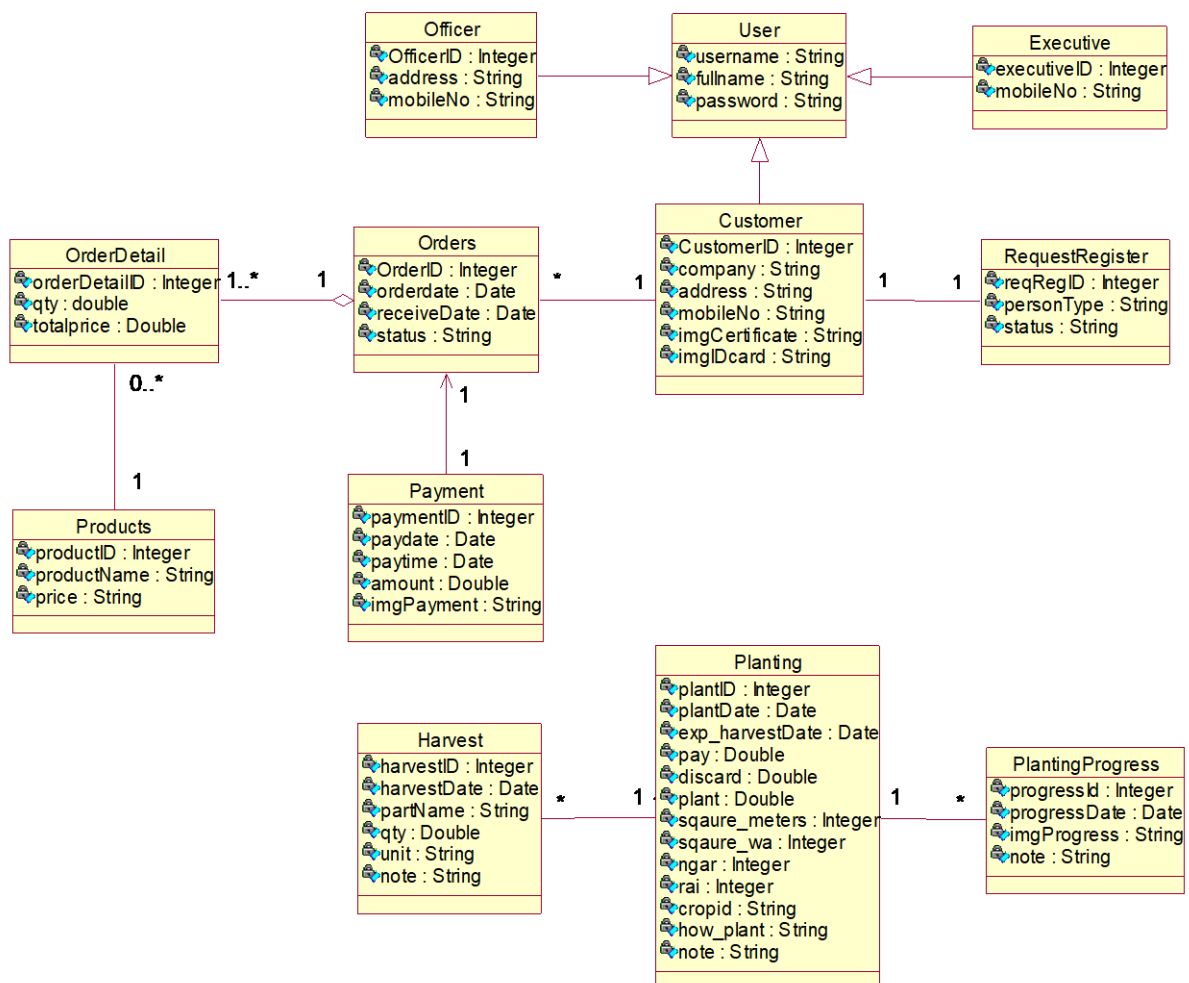 Officer
OfficerID : Integer
address : String
mobileNo : String
User
username : String
fullname : String
password : String
Executive
executiveID : Integer
mobileNo : String
OrderDetail
orderDetailID : Integer
qty : double
totalprice : Double
1..*
1
Orders
OrderID : Integer
orderdate : Date
receiveDate : Date
status : String
*
1
Customer
CustomerID : Integer
company : String
address : String
mobileNo : String
imgCertificate : String
imgIDcard : String
1
1
RequestRegister
reqRegID : Integer
personType : String
status : String
0..*
1
1
1
Products
productID : Integer
productName : String
price : String
Payment
paymentID : Integer
paydate : Date
paytime : Date
amount : Double
imgPayment : String
Harvest
harvestID : Integer
harvestDate : Date
partName : String
qty : Double
unit : String
note : String
*
1
Planting
plantID : Integer
plantDate : Date
exp_harvestDate : Date
pay : Double
discard : Double
plant : Double
sqaure_meters : Integer
sqaure_wa : Integer
ngar : Integer
rai : Integer
cropid : String
how_plant : String
note : String
1
*
PlantingProgress
progressId : Integer
progressDate : Date
imgProgress : String
note : String